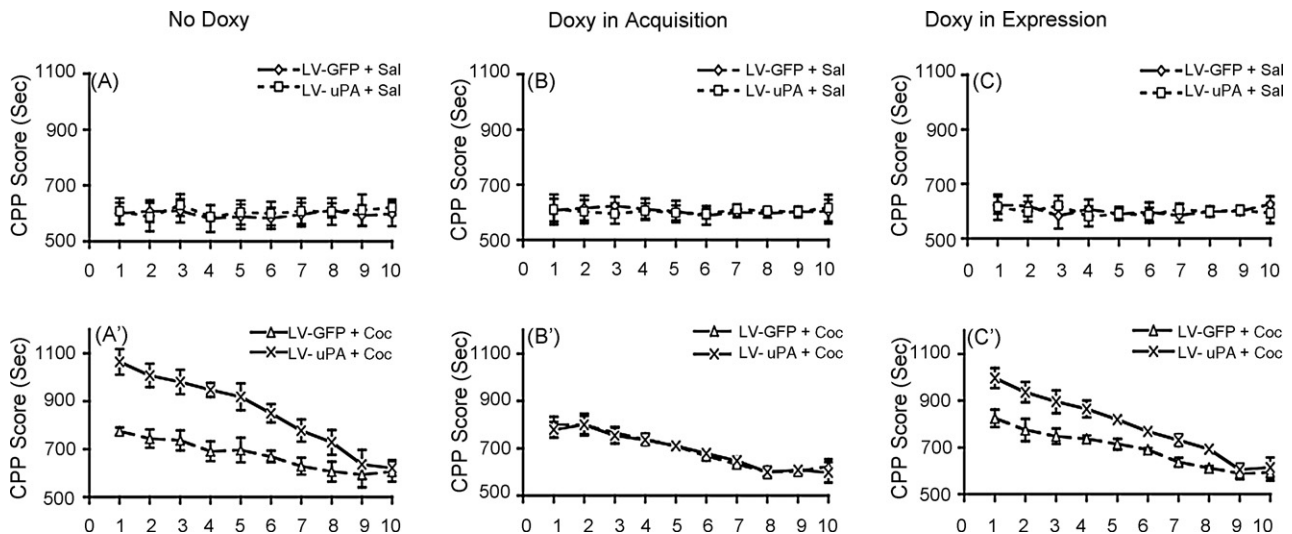 No Doxy
Doxy in Acquisition
Doxy in Expression
(A)
LV-GFP + Sal
LV- uPA + Sal
CPP Score (Sec)
1100
900
700
500
0 1 2 3 4 5 6 7 8 9 10
(B)
LV-GFP + Sal
LV- uPA + Sal
CPP Score (Sec)
1100
900
700
500
0 1 2 3 4 5 6 7 8 9 10
(C)
LV-GFP + Sal
LV- uPA + Sal
CPP Score (Sec)
1100
900
700
500
0 1 2 3 4 5 6 7 8 9 10
(A')
LV-GFP + Coc
LV- uPA + Coc
CPP Score (Sec)
1100
900
700
500
0 1 2 3 4 5 6 7 8 9 10
(B')
LV-GFP + Coc
LV- uPA + Coc
CPP Score (Sec)
1100
900
700
500
0 1 2 3 4 5 6 7 8 9 10
(C')
LV-GFP + Coc
LV- uPA + Coc
CPP Score (Sec)
1100
900
700
500
0 1 2 3 4 5 6 7 8 9 10